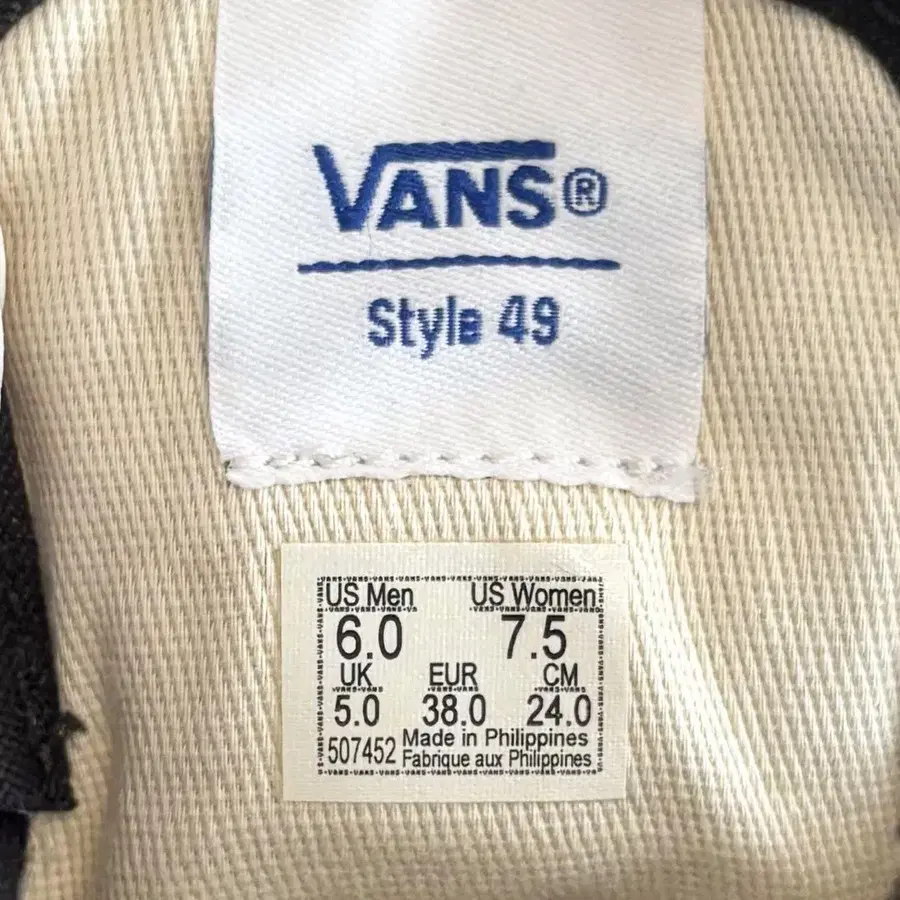 VANS®
Style 49
US Men US Women
6.0 7.5
UK EUR CM
5.0 38.0 24.0
507452 Made in Philippines
Fabrique aux Philippines